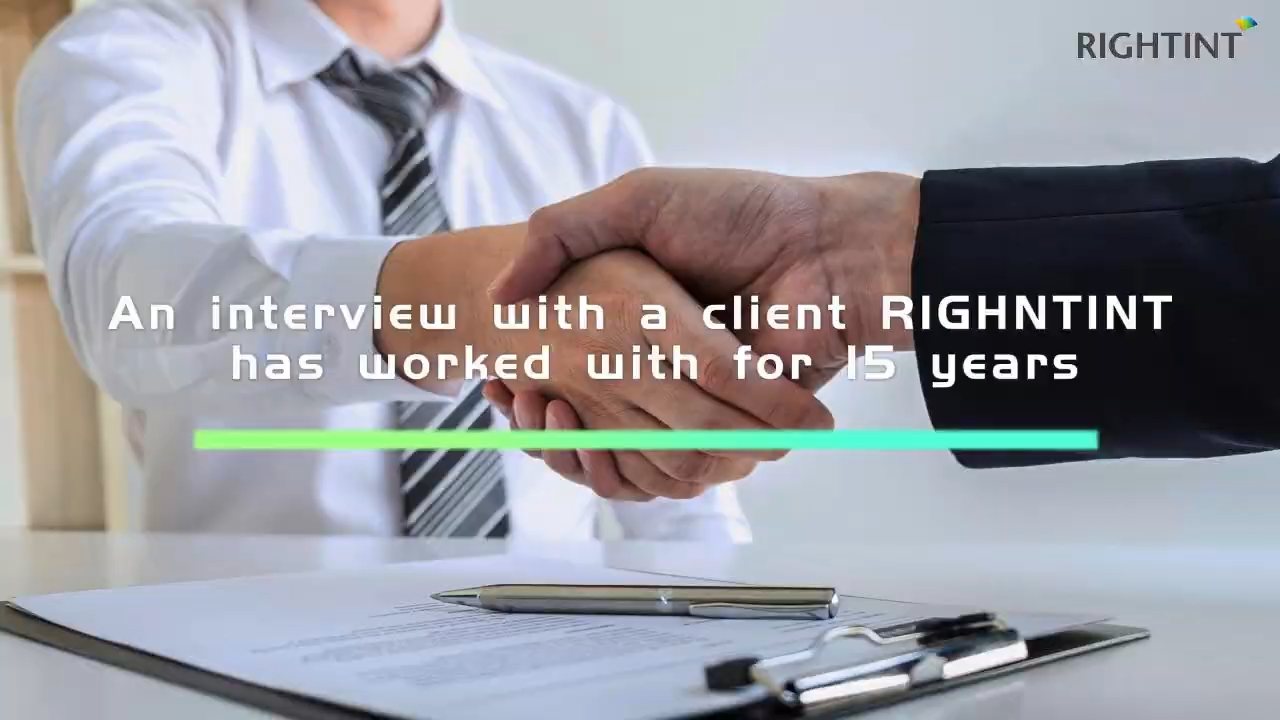 RIGHTINT
An interview with a client RIGHNTINT
has worked with for 15 years